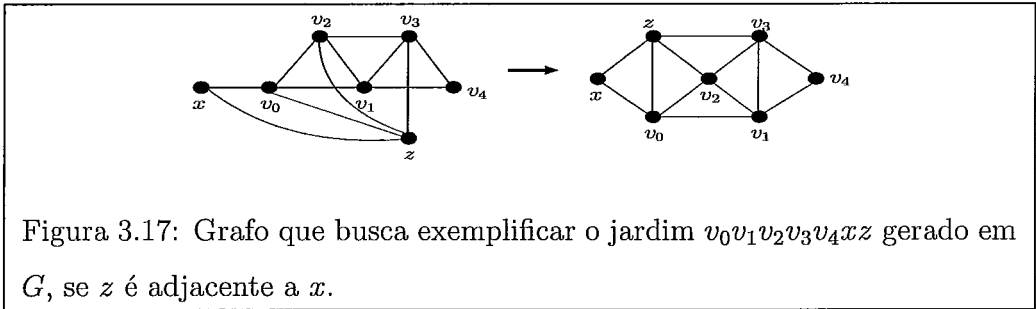 v₂ v₃ z v₃
x v₀ v₁ v₄ x v₂ v₄
z v₀ v₁
Figura 3.17: Grafo que busca exemplificar o jardim v₀v₁v₂v₃v₄xz gerado em
G, se z é adjacente a x.